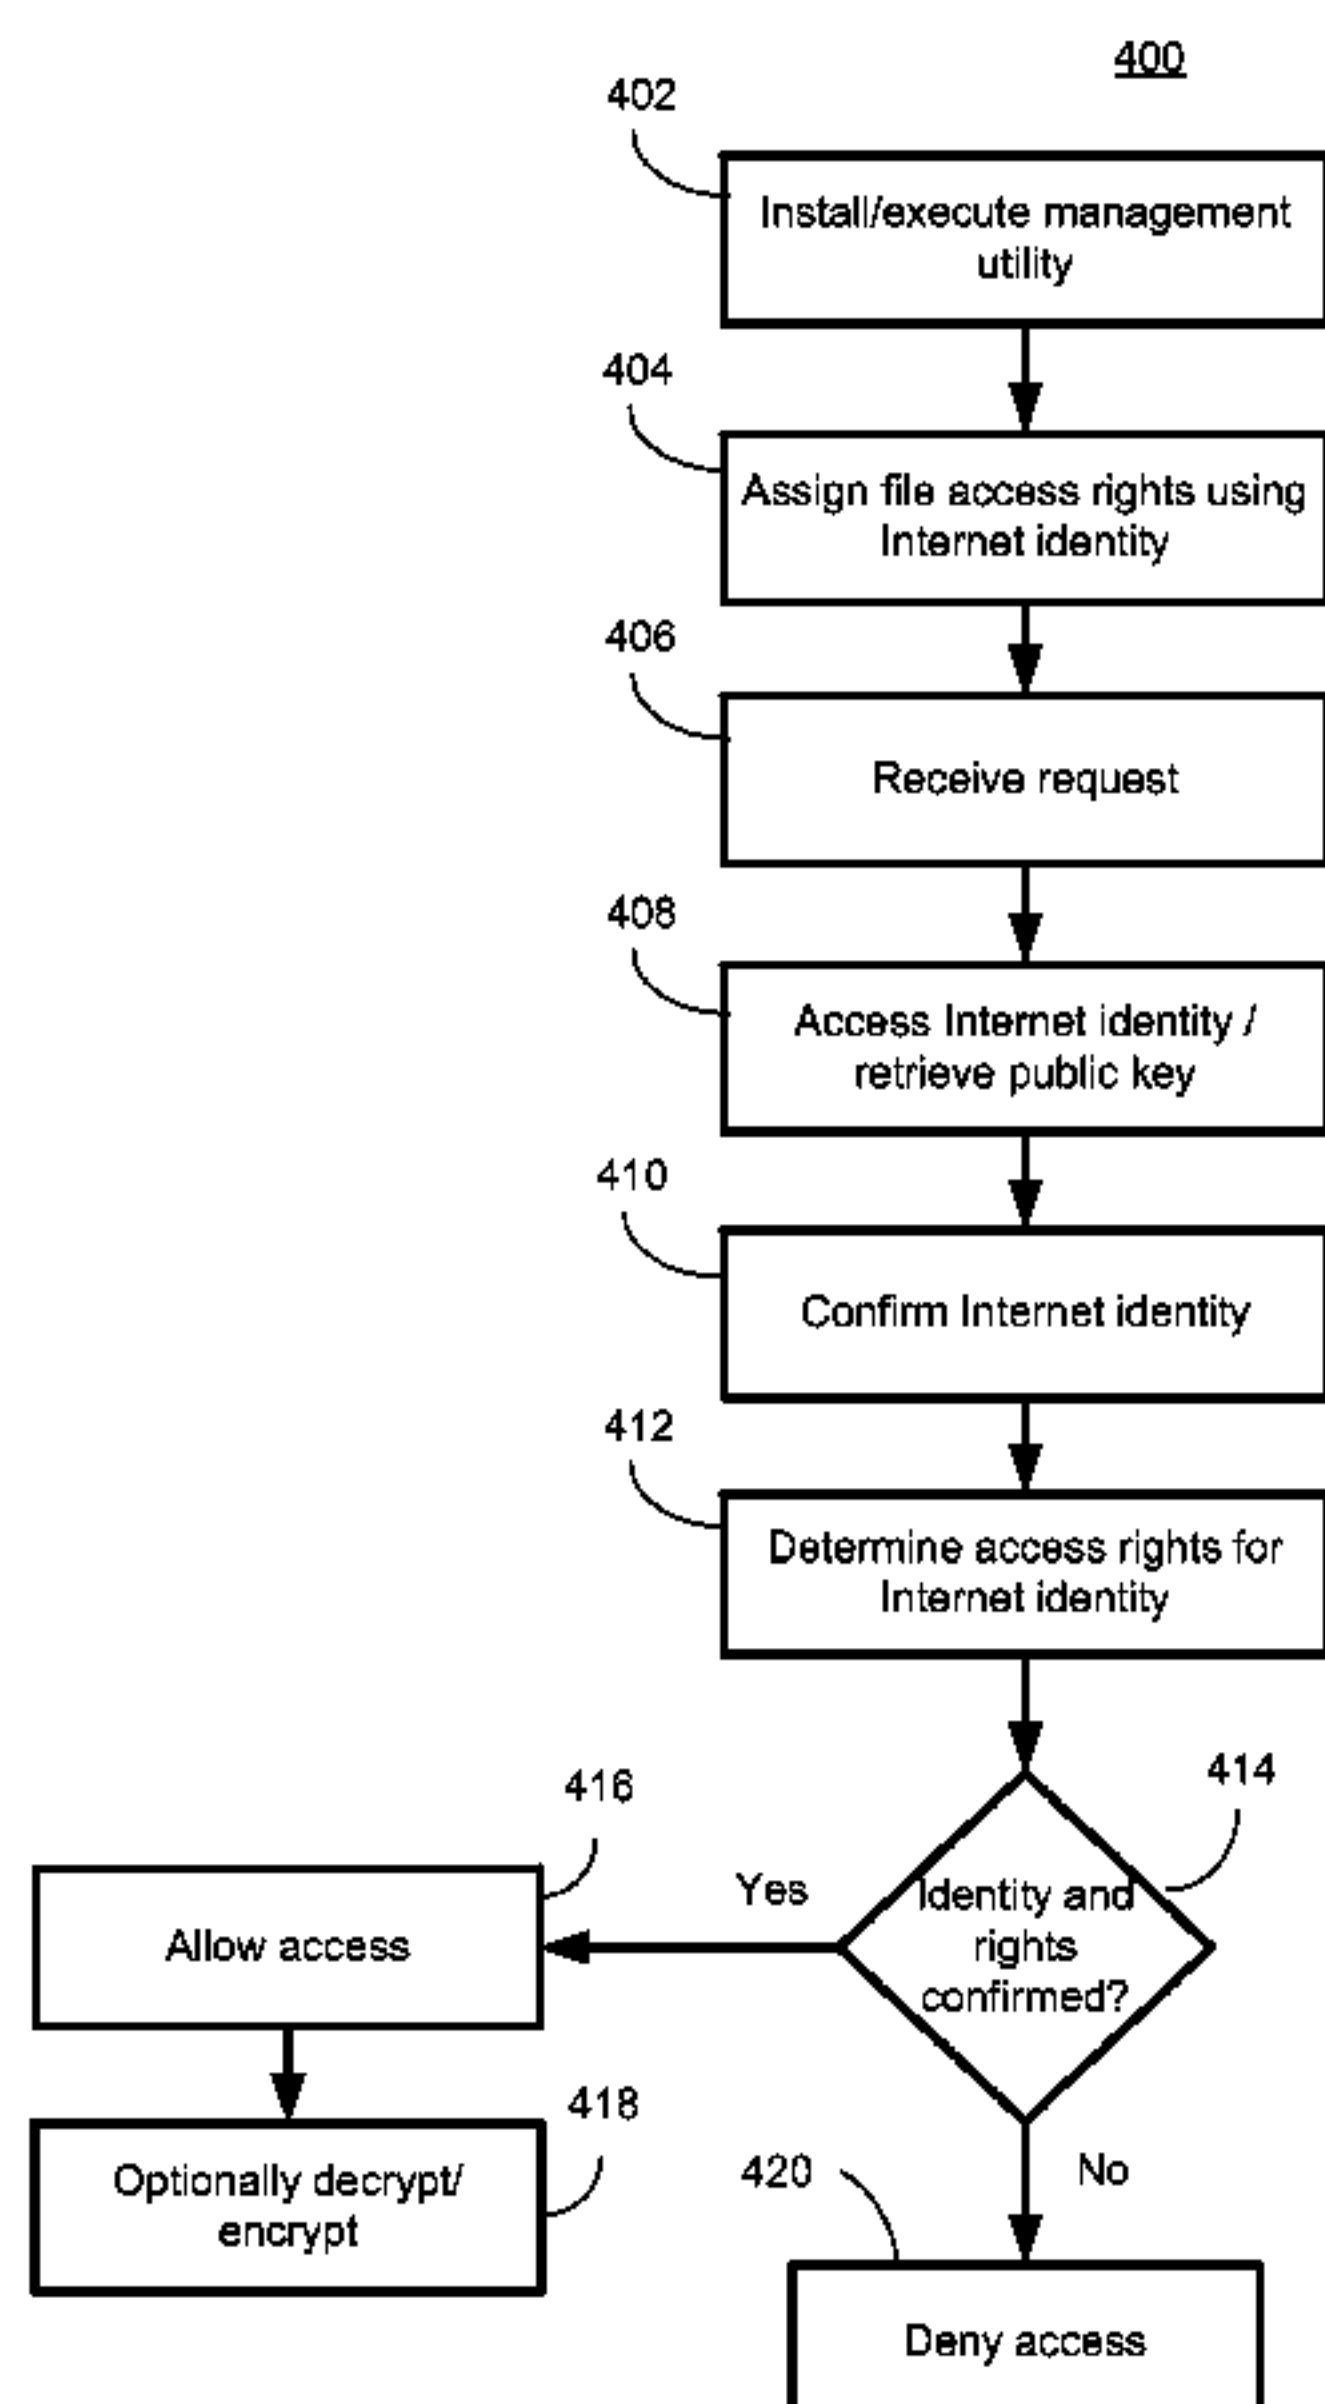 400
402
Install/execute management
utility
404
Assign file access rights using
Internet identity
406
Receive request
408
Access Internet identity /
retrieve public key
410
Confirm Internet identity
412
Determine access rights for
Internet identity
414
Identity and
rights
confirmed?
Yes
416
Allow access
418
Optionally decrypt/
encrypt
No
420
Deny access